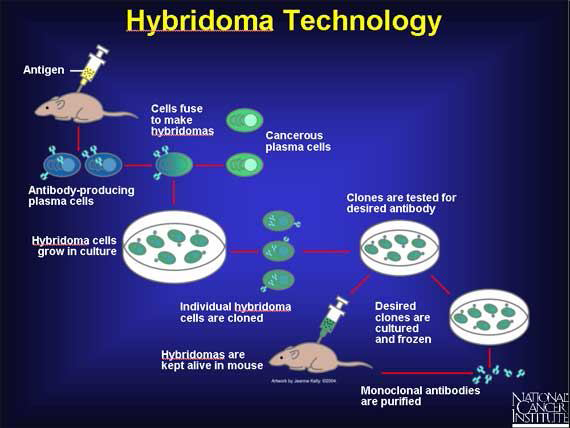 Hybridoma Technology
Antigen
Cells fuse
to make
hybridomas
Cancerous
plasma cells
Antibody-producing
plasma cells
Clones are tested for
desired antibody
Hybridoma cells
grow in culture
Individual hybridoma
cells are cloned
Desired
clones are
cultured
and frozen
Hybridomas are
kept alive in mouse
Artwork by Jeanne Kelly. ©2004.
Monoclonal antibodies
are purified
NATIONAL
CANCER
INSTITUTE